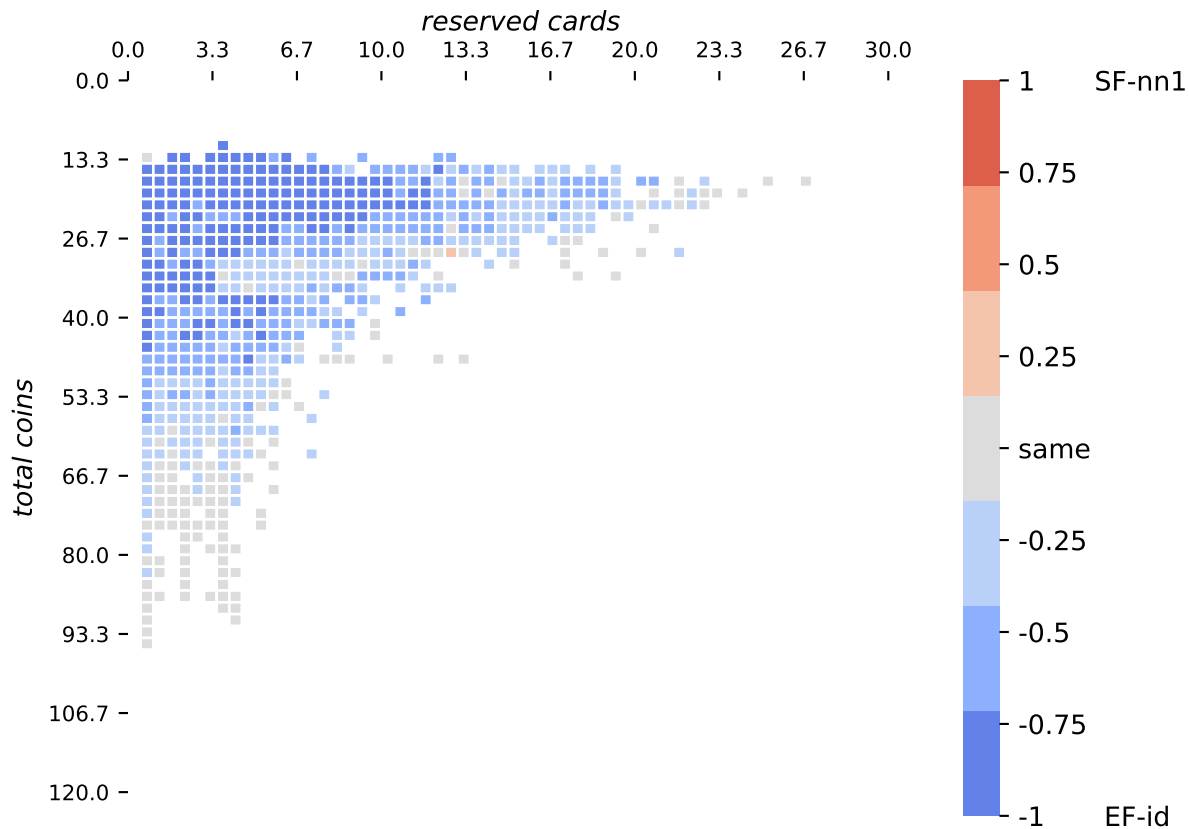 reserved cards
0.0 3.3 6.7 10.0 13.3 16.7 20.0 23.3 26.7 30.0
total coins
0.0
13.3
26.7
40.0
53.3
66.7
80.0
93.3
106.7
120.0
1 SF-nn1
0.75
0.5
0.25
same
-0.25
-0.5
-0.75
-1 EF-id